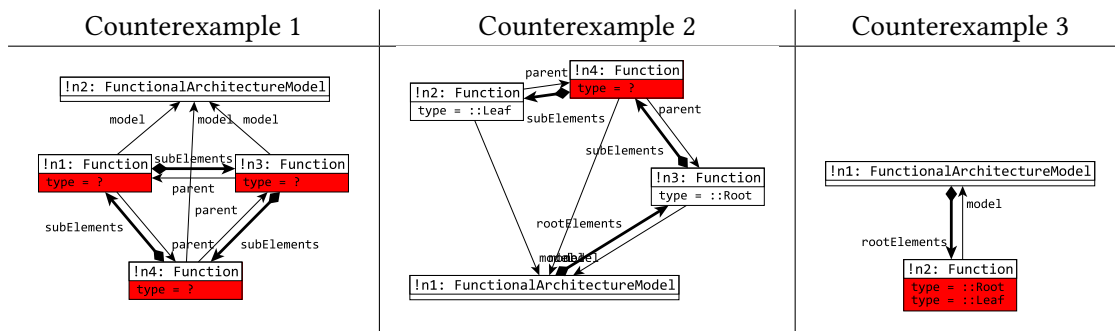 Counterexample 1
Counterexample 2
Counterexample 3
!n2: FunctionalArchitectureModel
model
model
model
!n1: Function
type = ?
subElements
parent
!n3: Function
type = ?
subElements
parent
parent
subElements
!n4: Function
type = ?
parent
!n4: Function
type = ?
!n2: Function
type = ::Leaf
subElements
parent
subElements
!n3: Function
type = ::Root
rootElements
model
model
!n1: FunctionalArchitectureModel
!n1: FunctionalArchitectureModel
model
rootElements
!n2: Function
type = ::Root
type = ::Leaf